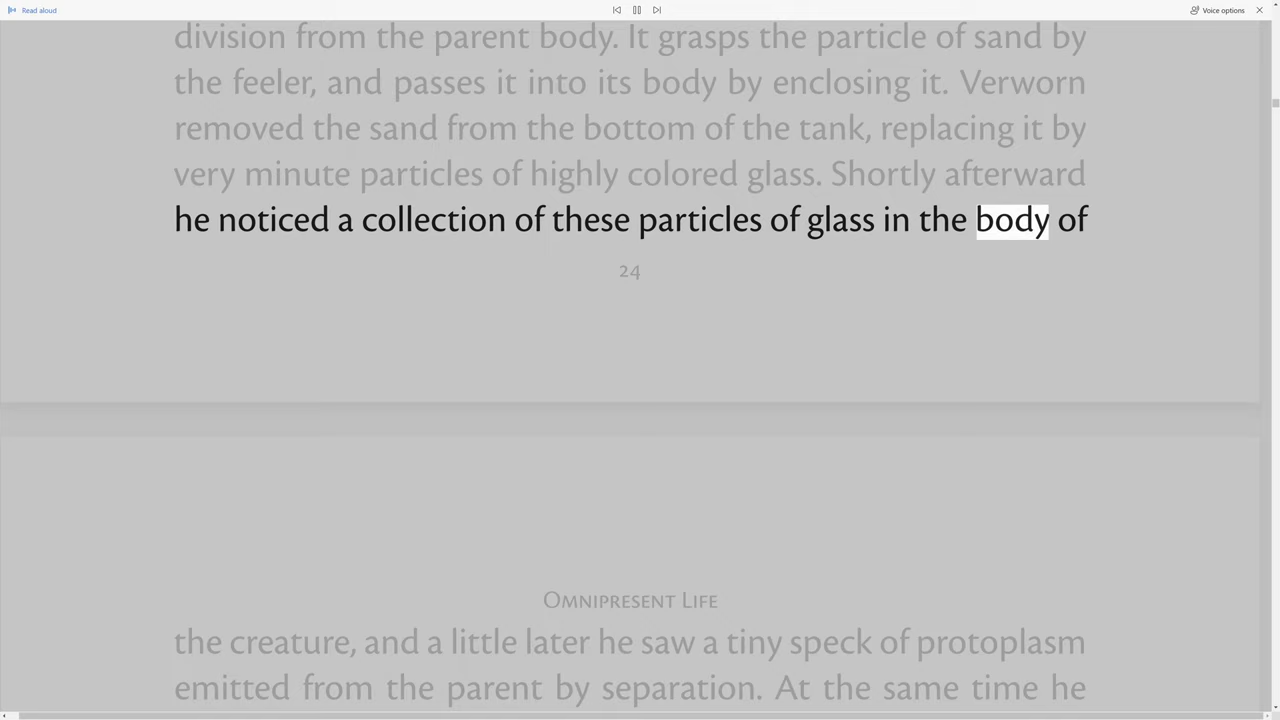 Read aloud
Voice options
division from the parent body. It grasps the particle of sand by
the feeler, and passes it into its body by enclosing it. Verworn
removed the sand from the bottom of the tank, replacing it by
very minute particles of highly colored glass. Shortly afterward
he noticed a collection of these particles of glass in the body of
24
Omnipresent Life
the creature, and a little later he saw a tiny speck of protoplasm
emitted from the parent by separation. At the same time he